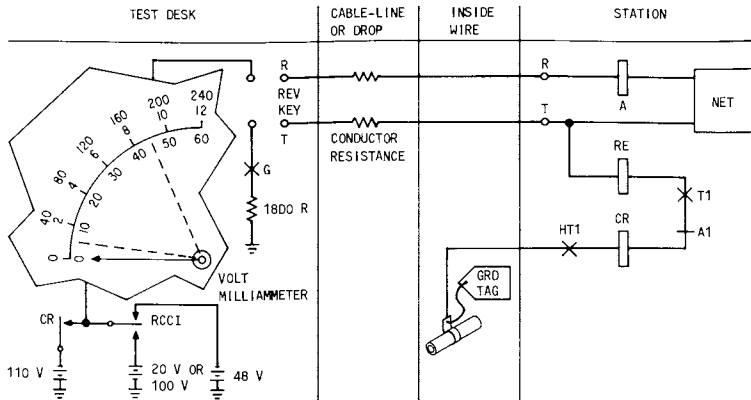 TEST DESK
CABLE-LINE
OR DROP
INSIDE
WIRE
STATION
240
12
60
200
10
50
160
8
40
120
6
30
80
4
20
40
2
10
0
0
R
REV
KEY
T
G
1800 R
CONDUCTOR
RESISTANCE
R
T
A
NET
RE
T1
A1
HT1
CR
GRD
TAG
VOLT
MILLIAMMETER
CR
RCCI
110 V
20 V OR
100 V
48 V